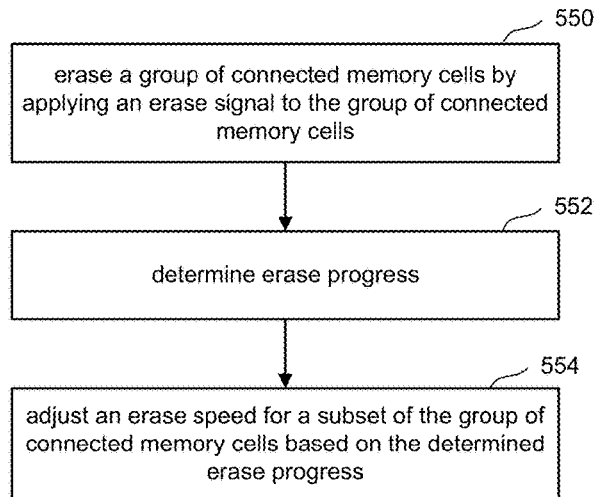 550
erase a group of connected memory cells by
applying an erase signal to the group of connected
memory cells
552
determine erase progress
554
adjust an erase speed for a subset of the group of
connected memory cells based on the determined
erase progress